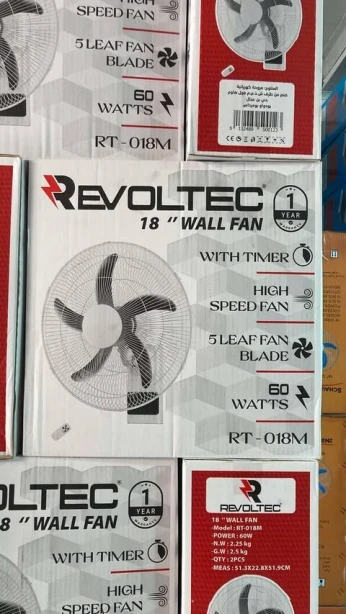 HIGH
SPEED FAN
5 LEAF FAN
BLADE
60
WATTS
RT-018M
REVOLTEC
1
YEAR
18 " WALL FAN
WITH TIMER
HIGH
SPEED FAN
5 LEAF FAN
BLADE
60
WATTS
RT-018M
OLTEC
1
YEAR
8 " WALL FAN
WITH TIMER
HIGH
SPEED FAN
REVOLTEC
18 " WALL FAN
-Model : RT-018M
-POWER : 60W
-N.W : 2.25 kg
-G.W : 2.5 kg
-QTY : 2PCS
-MEAS : 51.3X22.8X51.9CM